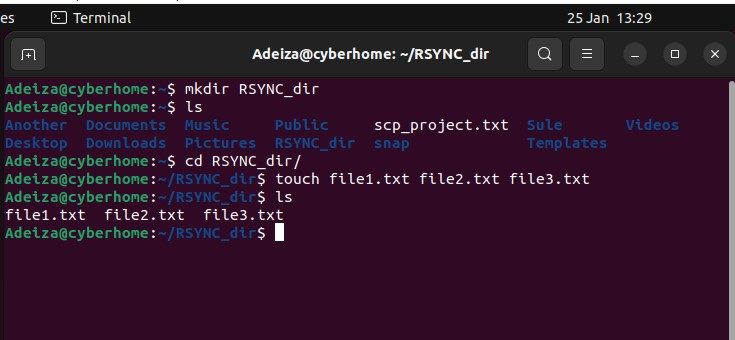 es Terminal 25 Jan 13:29
Adeiza@cyberhome: ~/RSYNC_dir
Adeiza@cyberhome:~$ mkdir RSYNC_dir
Adeiza@cyberhome:~$ ls
Another Documents Music Public scp_project.txt Sule Videos
Desktop Downloads Pictures RSYNC_dir snap Templates
Adeiza@cyberhome:~$ cd RSYNC_dir/
Adeiza@cyberhome:~/RSYNC_dir$ touch file1.txt file2.txt file3.txt
Adeiza@cyberhome:~/RSYNC_dir$ ls
file1.txt file2.txt file3.txt
Adeiza@cyberhome:~/RSYNC_dir$